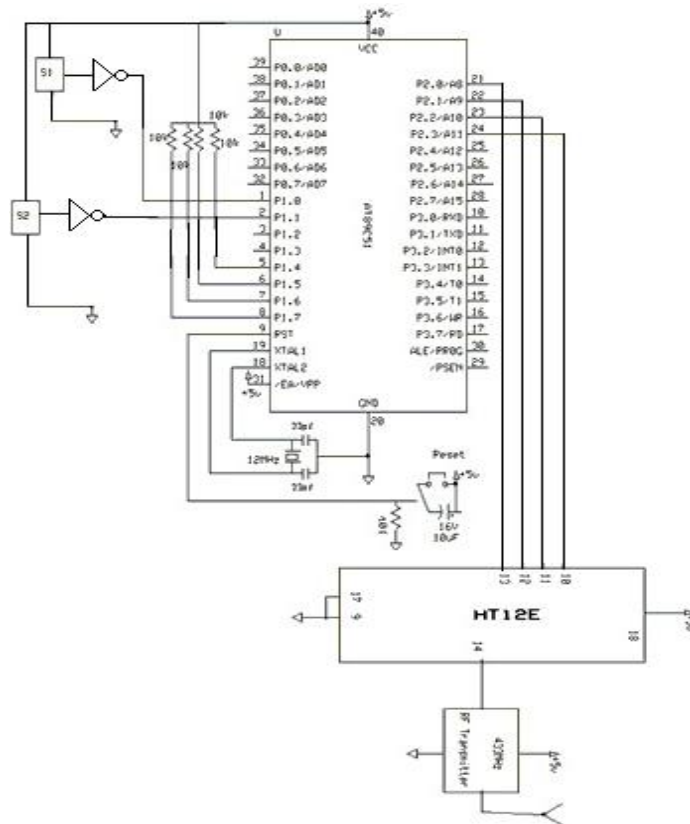 +5v
U
40
VCC
S1
39 P0.0/AD0
38 P0.1/AD1
37 P0.2/AD2
36 P0.3/AD3
35 P0.4/AD4
34 P0.5/AD5
33 P0.6/AD6
32 P0.7/AD7
1 P1.0
2 P1.1
3 P1.2
4 P1.3
5 P1.4
6 P1.5
7 P1.6
8 P1.7
9 RST
19 XTAL1
18 XTAL2
31 /EA/VPP
+5v
P2.0/A8 21
P2.1/A9 22
P2.2/A10 23
P2.3/A11 24
P2.4/A12 25
P2.5/A13 26
P2.6/A14 27
P2.7/A15 28
P3.0/RXD 10
P3.1/TXD 11
P3.2/INT0 12
P3.3/INT1 13
P3.4/T0 14
P3.5/T1 15
P3.6/WR 16
P3.7/RD 17
ALE/PROG 30
/PSEN 29
AT89C51
10k
10k
10k
10k
S2
GND
20
33pf
12MHz
33pf
Reset
+5v
16V
10uF
13 12 11 10
17
9
HT12E
18
14
433MHz
RF Transmitter
+5v